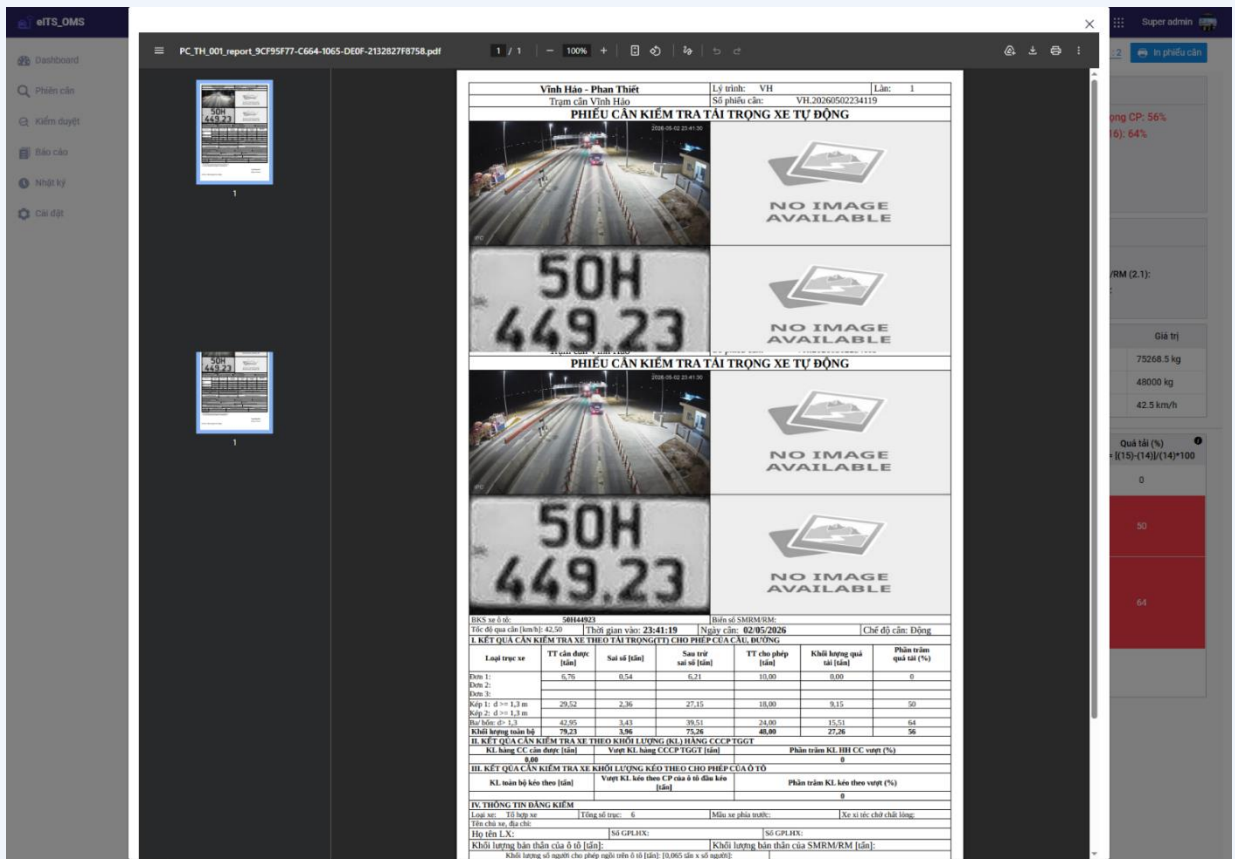 eITS_OMS
Super admin
Dashboard
Phiên cân
Kiểm duyệt
Báo cáo
Nhật ký
Cài đặt
PC_TH_001_report_9CF95F77-C664-1065-DE0F-2132827F8758.pdf
1 / 1
100%
: 2
In phiếu cân
ọng CP: 56%
16): 64%
/RM (2.1):
Giá trị
75268.5 kg
48000 kg
42.5 km/h
Quá tải (%)
= [(15)-(14)]/(14)*100
0
50
64
1
1
Vĩnh Hảo - Phan Thiết Lý trình: VH Làn: 1
Trạm cân Vĩnh Hảo Số phiếu cân: VH.20260502234119
PHIẾU CÂN KIỂM TRA TẢI TRỌNG XE TỰ ĐỘNG
2026-05-02 23:41:20
NO IMAGE
AVAILABLE
50H
449.23
NO IMAGE
AVAILABLE
PHIẾU CÂN KIỂM TRA TẢI TRỌNG XE TỰ ĐỘNG
2026-05-02 23:41:20
NO IMAGE
AVAILABLE
50H
449.23
NO IMAGE
AVAILABLE
BKS xe ô tô: 50H44923 Biển số SMRM/RM:
Tốc độ qua cân [km/h]: 42,50 Thời gian vào: 23:41:19 Ngày cân: 02/05/2026 Chế độ cân: Động
I. KẾT QUẢ CÂN KIỂM TRA XE THEO TẢI TRỌNG(TT) CHO PHÉP CỦA CẦU, ĐƯỜNG
Loại trục xe TT cân được [tấn] Sai số [tấn] Sau trừ sai số [tấn] TT cho phép [tấn] Khối lượng quá tải [tấn] Phần trăm quá tải (%)
Đơn 1: 6,76 0,54 6,21 10,00 0,00 0
Đơn 2:
Đơn 3:
Kép 1: d >= 1,3 m 29,52 2,36 27,15 18,00 9,15 50
Kép 2: d >= 1,3 m
Ba/ bốn: d> 1,3 42,95 3,43 39,51 24,00 15,51 64
Khối lượng toàn bộ 79,23 3,96 75,26 48,00 27,26 56
II. KẾT QUẢ CÂN KIỂM TRA XE THEO KHỐI LƯỢNG (KL) HÀNG CCCP TGGT
KL hàng CC cân được [tấn] Vượt KL hàng CCCP TGGT [tấn] Phần trăm KL HH CC vượt (%)
0,00 0
III. KẾT QUẢ CÂN KIỂM TRA XE KHỐI LƯỢNG KÉO THEO CHO PHÉP CỦA Ô TÔ
KL toàn bộ kéo theo [tấn] Vượt KL kéo theo CP của ô tô đầu kéo [tấn] Phần trăm KL kéo theo vượt (%)
0
IV. THÔNG TIN ĐĂNG KIỂM
Loại xe: Tổ hợp xe Tổng số trục: 6 Mẫu xe phía trước: Xe xi téc chở chất lỏng:
Tên chủ xe, địa chỉ:
Họ tên LX: Số GPLHX: Số GPLHX:
Khối lượng bản thân của ô tô [tấn]: Khối lượng bản thân của SMRM/RM [tấn]:
Khối lượng số người cho phép ngồi trên ô tô [tấn]: [0,065 tấn x số người]: